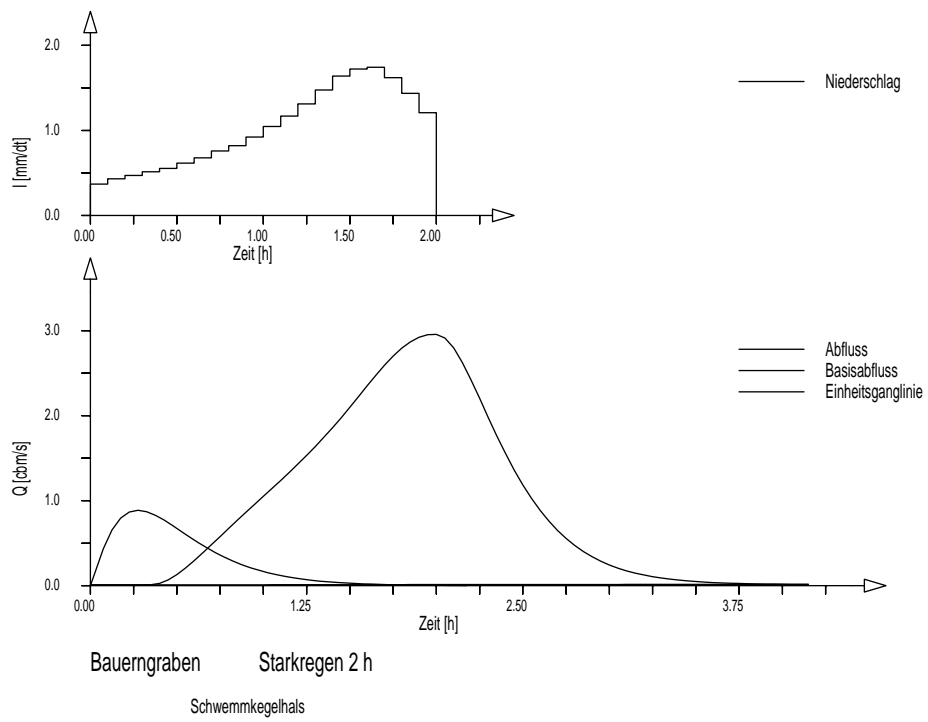 2.0
Niederschlag
1.0
I [mm/dt]
0.0
0.00 0.50 1.00 1.50 2.00
Zeit [h]
3.0
Abfluss
Basisabfluss
Einheitsganglinie
2.0
Q [cbm/s]
1.0
0.0
0.00 1.25 2.50 3.75
Zeit [h]
Bauerngraben Starkregen 2 h
Schwemmkegelhals